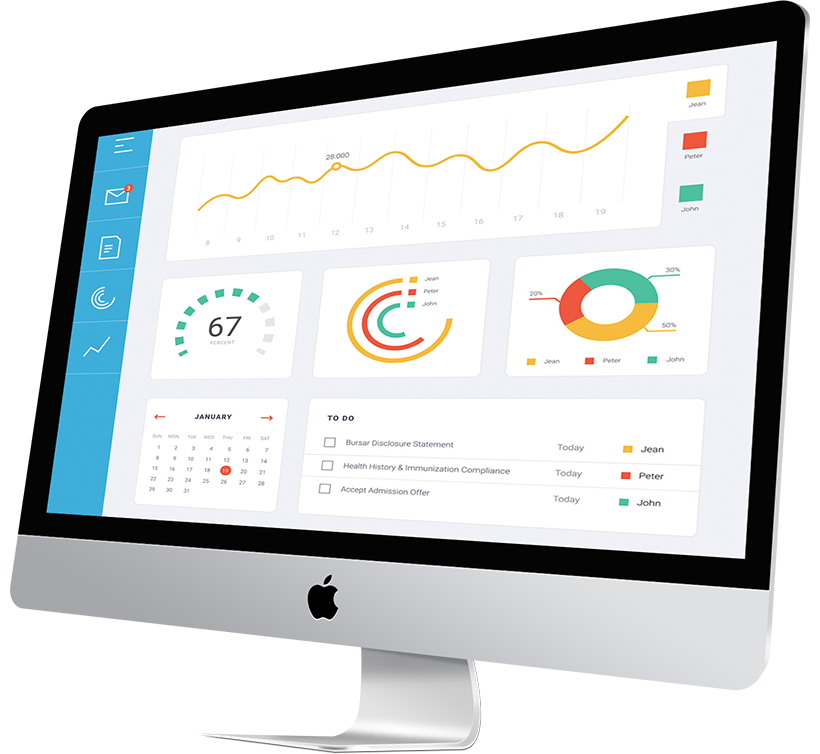 3
Jean
Peter
John
28.000
8 9 10 11 12 13 14 15 16 17 18 19
67
PERCENT
Jean
Peter
John
30%
20%
50%
Jean Peter John
← JANUARY →
SUN MON TUE WED THU FRI SAT
1 2 3 4 5 6 7
8 9 10 11 12 13 14
15 16 17 18 19 20 21
22 23 24 25 26 27 28
29 30 31
TO DO
Bursar Disclosure Statement Today Jean
Health History & Immunization Compliance Today Peter
Accept Admission Offer Today John